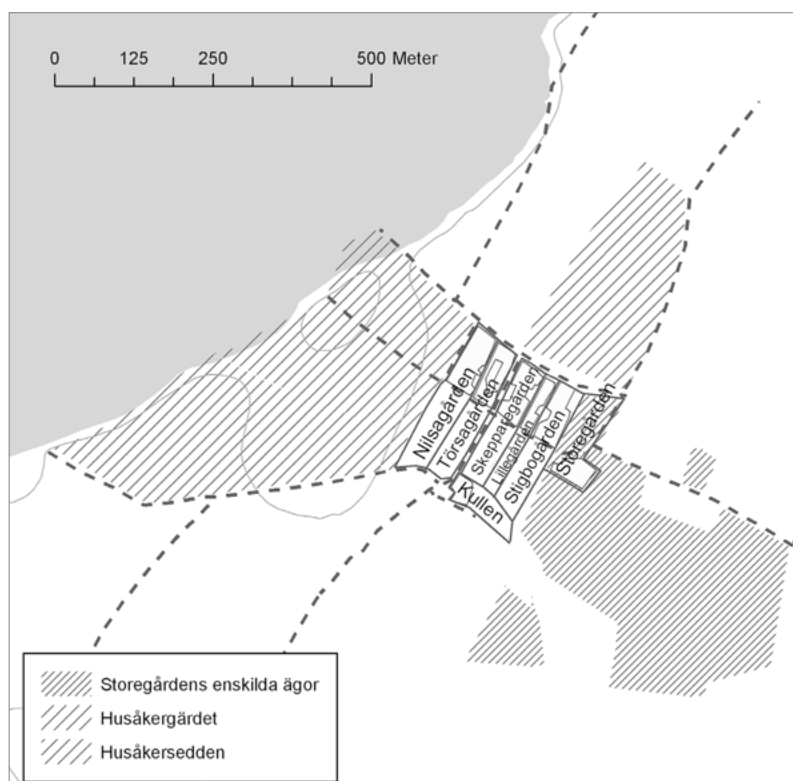 0 125 250 500 Meter
Nilsagården
Törsagården
Skepparegården
Lillegården
Stigbogården
Storegården
Kullen
Storegårdens enskilda ägor
Husåkergärdet
Husåkersedden